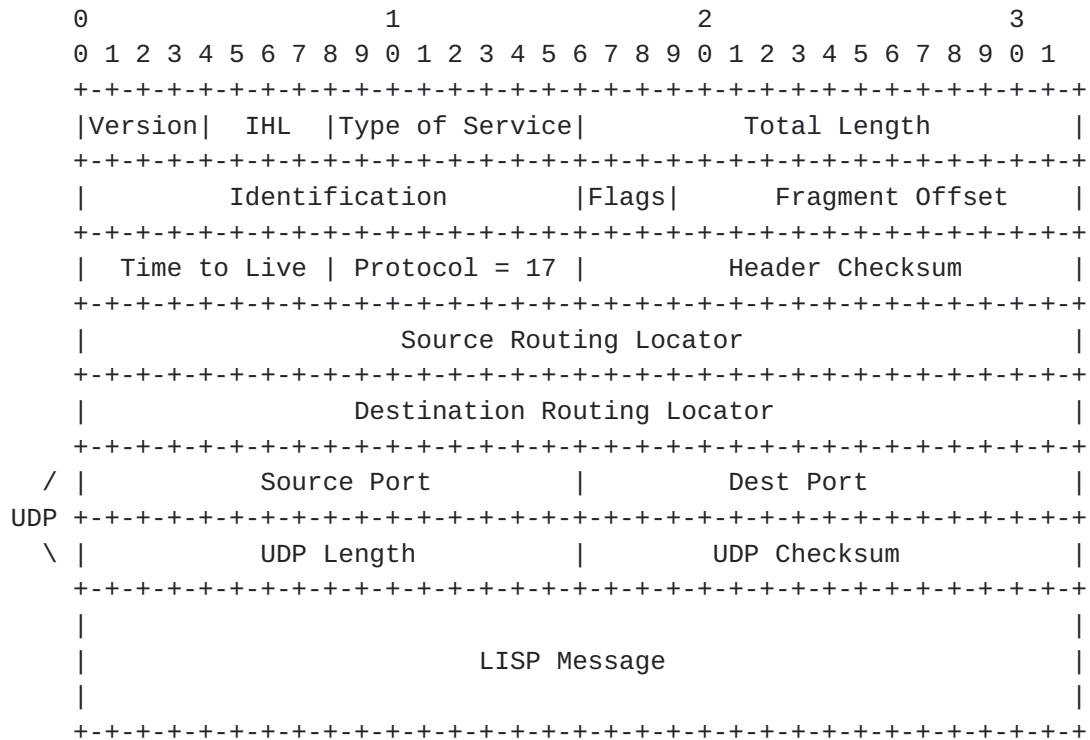 0                   1                   2                   3
0 1 2 3 4 5 6 7 8 9 0 1 2 3 4 5 6 7 8 9 0 1 2 3 4 5 6 7 8 9 0 1
+-+-+-+-+-+-+-+-+-+-+-+-+-+-+-+-+-+-+-+-+-+-+-+-+-+-+-+-+-+-+-+-+
|Version|  IHL  |Type of Service|          Total Length         |
+-+-+-+-+-+-+-+-+-+-+-+-+-+-+-+-+-+-+-+-+-+-+-+-+-+-+-+-+-+-+-+-+
|         Identification        |Flags|      Fragment Offset    |
+-+-+-+-+-+-+-+-+-+-+-+-+-+-+-+-+-+-+-+-+-+-+-+-+-+-+-+-+-+-+-+-+
|  Time to Live | Protocol = 17 |         Header Checksum       |
+-+-+-+-+-+-+-+-+-+-+-+-+-+-+-+-+-+-+-+-+-+-+-+-+-+-+-+-+-+-+-+-+
|                    Source Routing Locator                     |
+-+-+-+-+-+-+-+-+-+-+-+-+-+-+-+-+-+-+-+-+-+-+-+-+-+-+-+-+-+-+-+-+
|                 Destination Routing Locator                   |
+-+-+-+-+-+-+-+-+-+-+-+-+-+-+-+-+-+-+-+-+-+-+-+-+-+-+-+-+-+-+-+-+
/ |           Source Port         |         Dest Port             |
UDP +-+-+-+-+-+-+-+-+-+-+-+-+-+-+-+-+-+-+-+-+-+-+-+-+-+-+-+-+-+-+-+-+
\ |           UDP Length          |        UDP Checksum           |
+-+-+-+-+-+-+-+-+-+-+-+-+-+-+-+-+-+-+-+-+-+-+-+-+-+-+-+-+-+-+-+-+
|                                                               |
|                         LISP Message                          |
|                                                               |
+-+-+-+-+-+-+-+-+-+-+-+-+-+-+-+-+-+-+-+-+-+-+-+-+-+-+-+-+-+-+-+-+